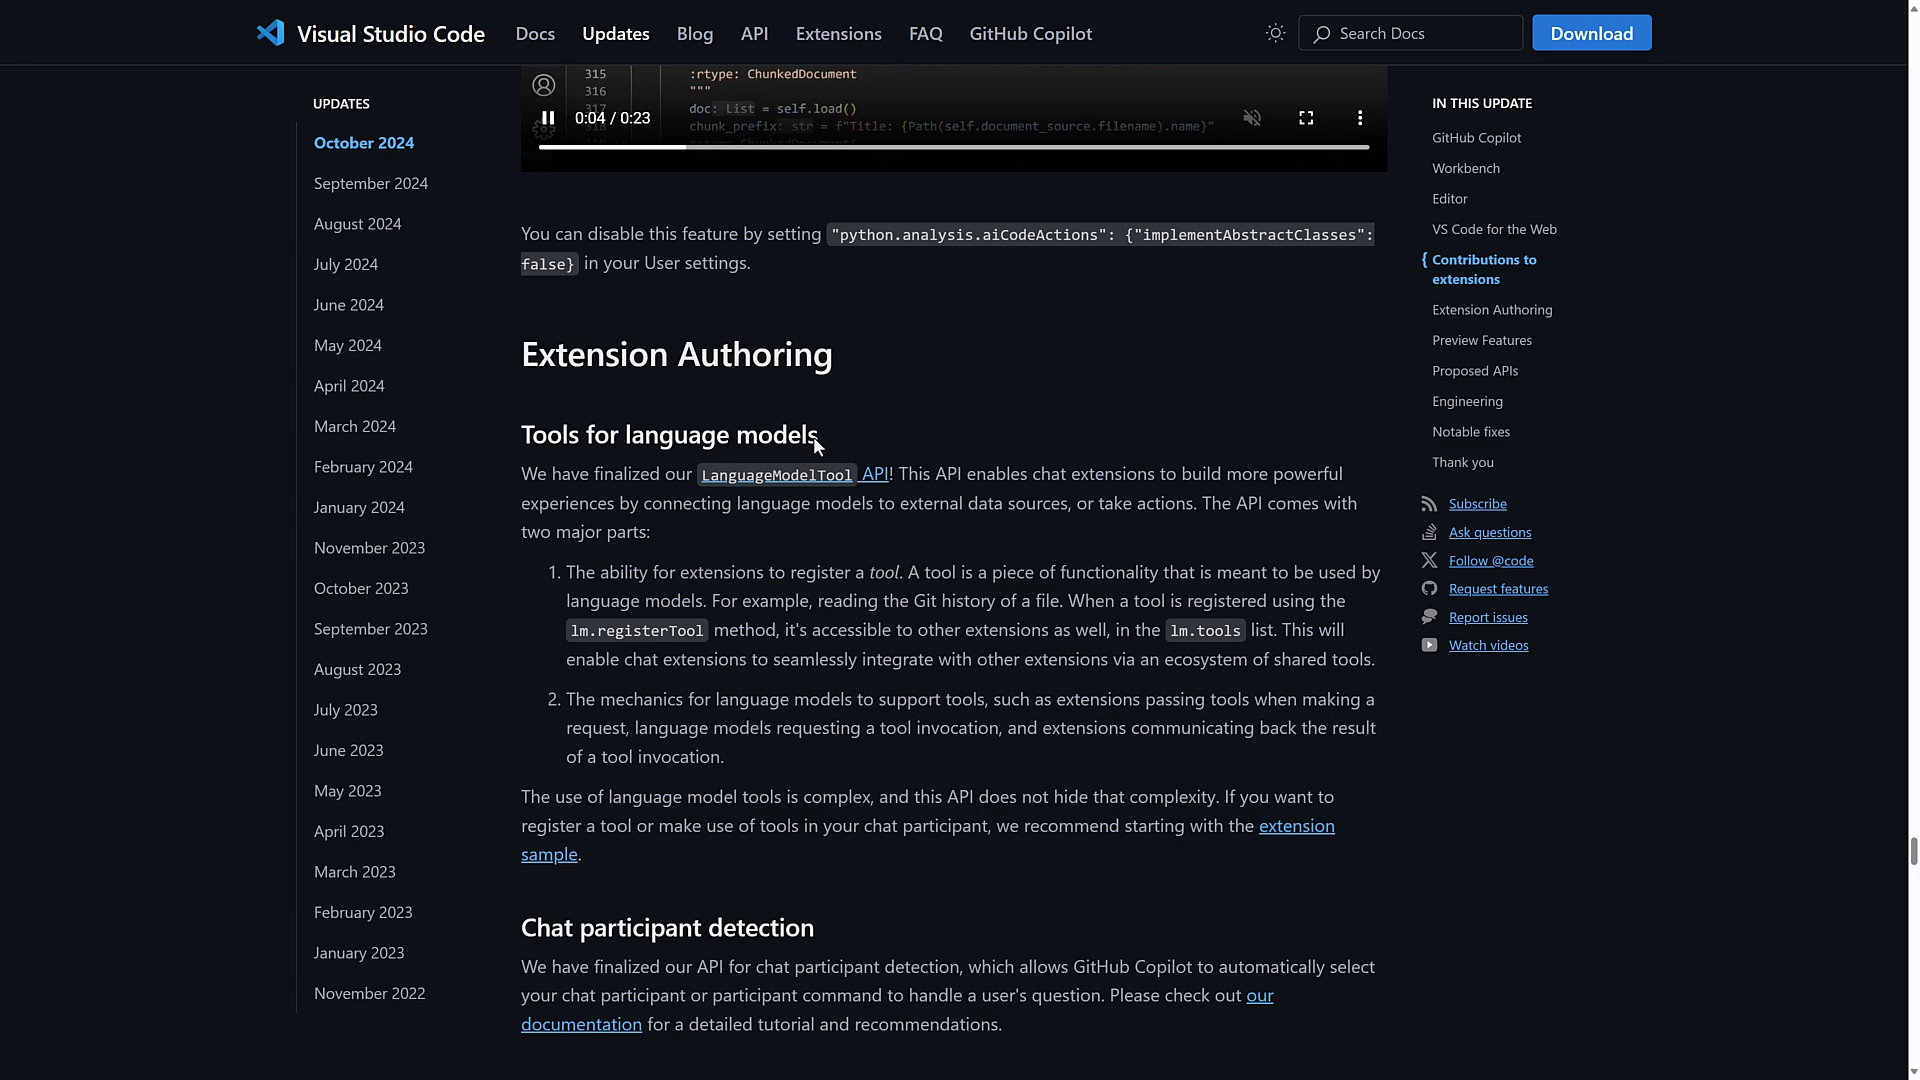 Visual Studio Code
Docs
Updates
Blog
API
Extensions
FAQ
GitHub Copilot
Search Docs
Download
UPDATES
October 2024
September 2024
August 2024
July 2024
June 2024
May 2024
April 2024
March 2024
February 2024
January 2024
November 2023
October 2023
September 2023
August 2023
July 2023
June 2023
May 2023
April 2023
March 2023
February 2023
January 2023
November 2022
315 :rtype: ChunkedDocument
316 """
317 doc: List = self.load()
chunk_prefix: str = f"Title: {Path(self.document_source.filename).name}"
0:04 / 0:23
You can disable this feature by setting "python.analysis.aiCodeActions": {"implementAbstractClasses":
false} in your User settings.
Extension Authoring
Tools for language models
We have finalized our LanguageModelTool API! This API enables chat extensions to build more powerful
experiences by connecting language models to external data sources, or take actions. The API comes with
two major parts:
1. The ability for extensions to register a tool. A tool is a piece of functionality that is meant to be used by
language models. For example, reading the Git history of a file. When a tool is registered using the
lm.registerTool method, it's accessible to other extensions as well, in the lm.tools list. This will
enable chat extensions to seamlessly integrate with other extensions via an ecosystem of shared tools.
2. The mechanics for language models to support tools, such as extensions passing tools when making a
request, language models requesting a tool invocation, and extensions communicating back the result
of a tool invocation.
The use of language model tools is complex, and this API does not hide that complexity. If you want to
register a tool or make use of tools in your chat participant, we recommend starting with the extension
sample.
Chat participant detection
We have finalized our API for chat participant detection, which allows GitHub Copilot to automatically select
your chat participant or participant command to handle a user's question. Please check out our
documentation for a detailed tutorial and recommendations.
IN THIS UPDATE
GitHub Copilot
Workbench
Editor
VS Code for the Web
{ Contributions to
extensions
Extension Authoring
Preview Features
Proposed APIs
Engineering
Notable fixes
Thank you
Subscribe
Ask questions
Follow @code
Request features
Report issues
Watch videos